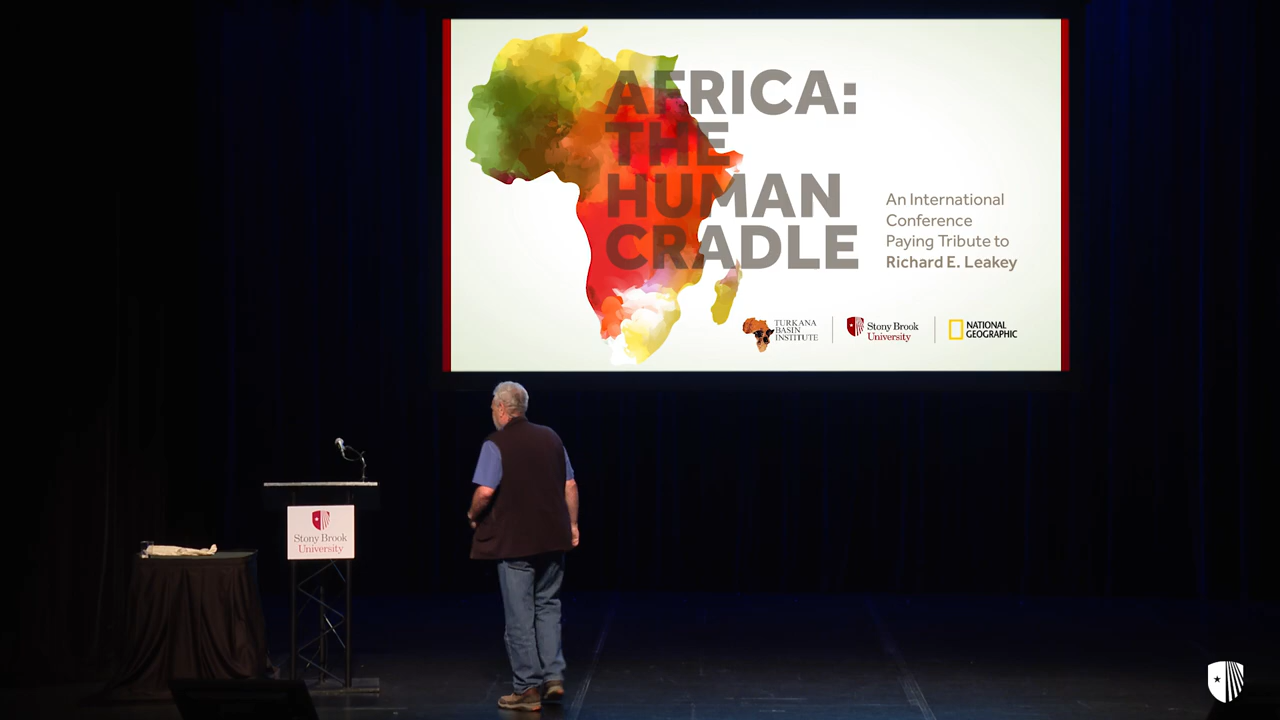 AFRICA:
THE
HUMAN
CRADLE
An International
Conference
Paying Tribute to
Richard E. Leakey
TURKANA
BASIN
INSTITUTE
Stony Brook
University
NATIONAL
GEOGRAPHIC
Stony Brook
University